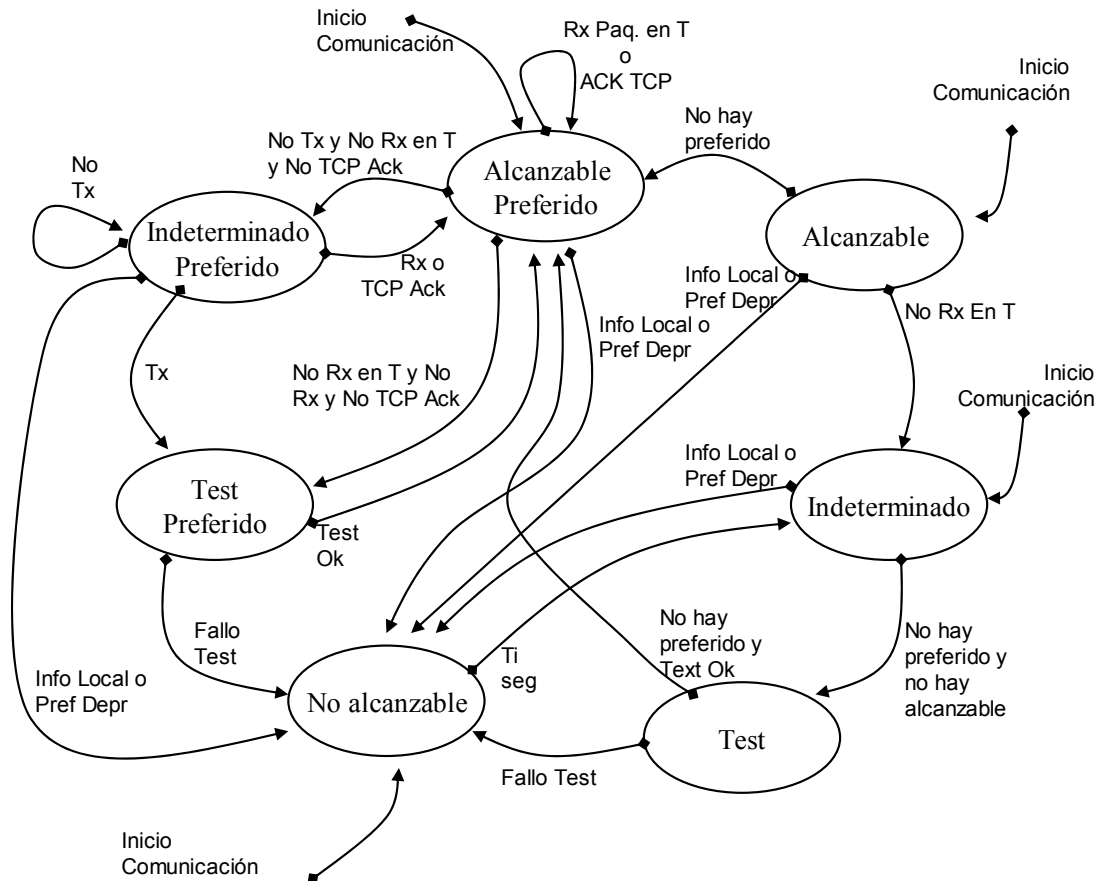 Inicio
Comunicación
Rx Paq. en T
o
ACK TCP
Inicio
Comunicación
No hay
preferido
No Tx y No Rx en T
y No TCP Ack
No
Tx
Alcanzable
Preferido
Indeterminado
Preferido
Alcanzable
Rx o
TCP Ack
Info Local o
Pref Depr
No Rx En T
Info Local o
Pref Depr
Tx
No Rx en T y No
Rx y No TCP Ack
Inicio
Comunicación
Info Local o
Pref Depr
Test
Preferido
Indeterminado
Test
Ok
No hay
preferido y
Text Ok
No hay
preferido y
no hay
alcanzable
Fallo
Test
Ti
seg
Info Local o
Pref Depr
No alcanzable
Test
Fallo Test
Inicio
Comunicación